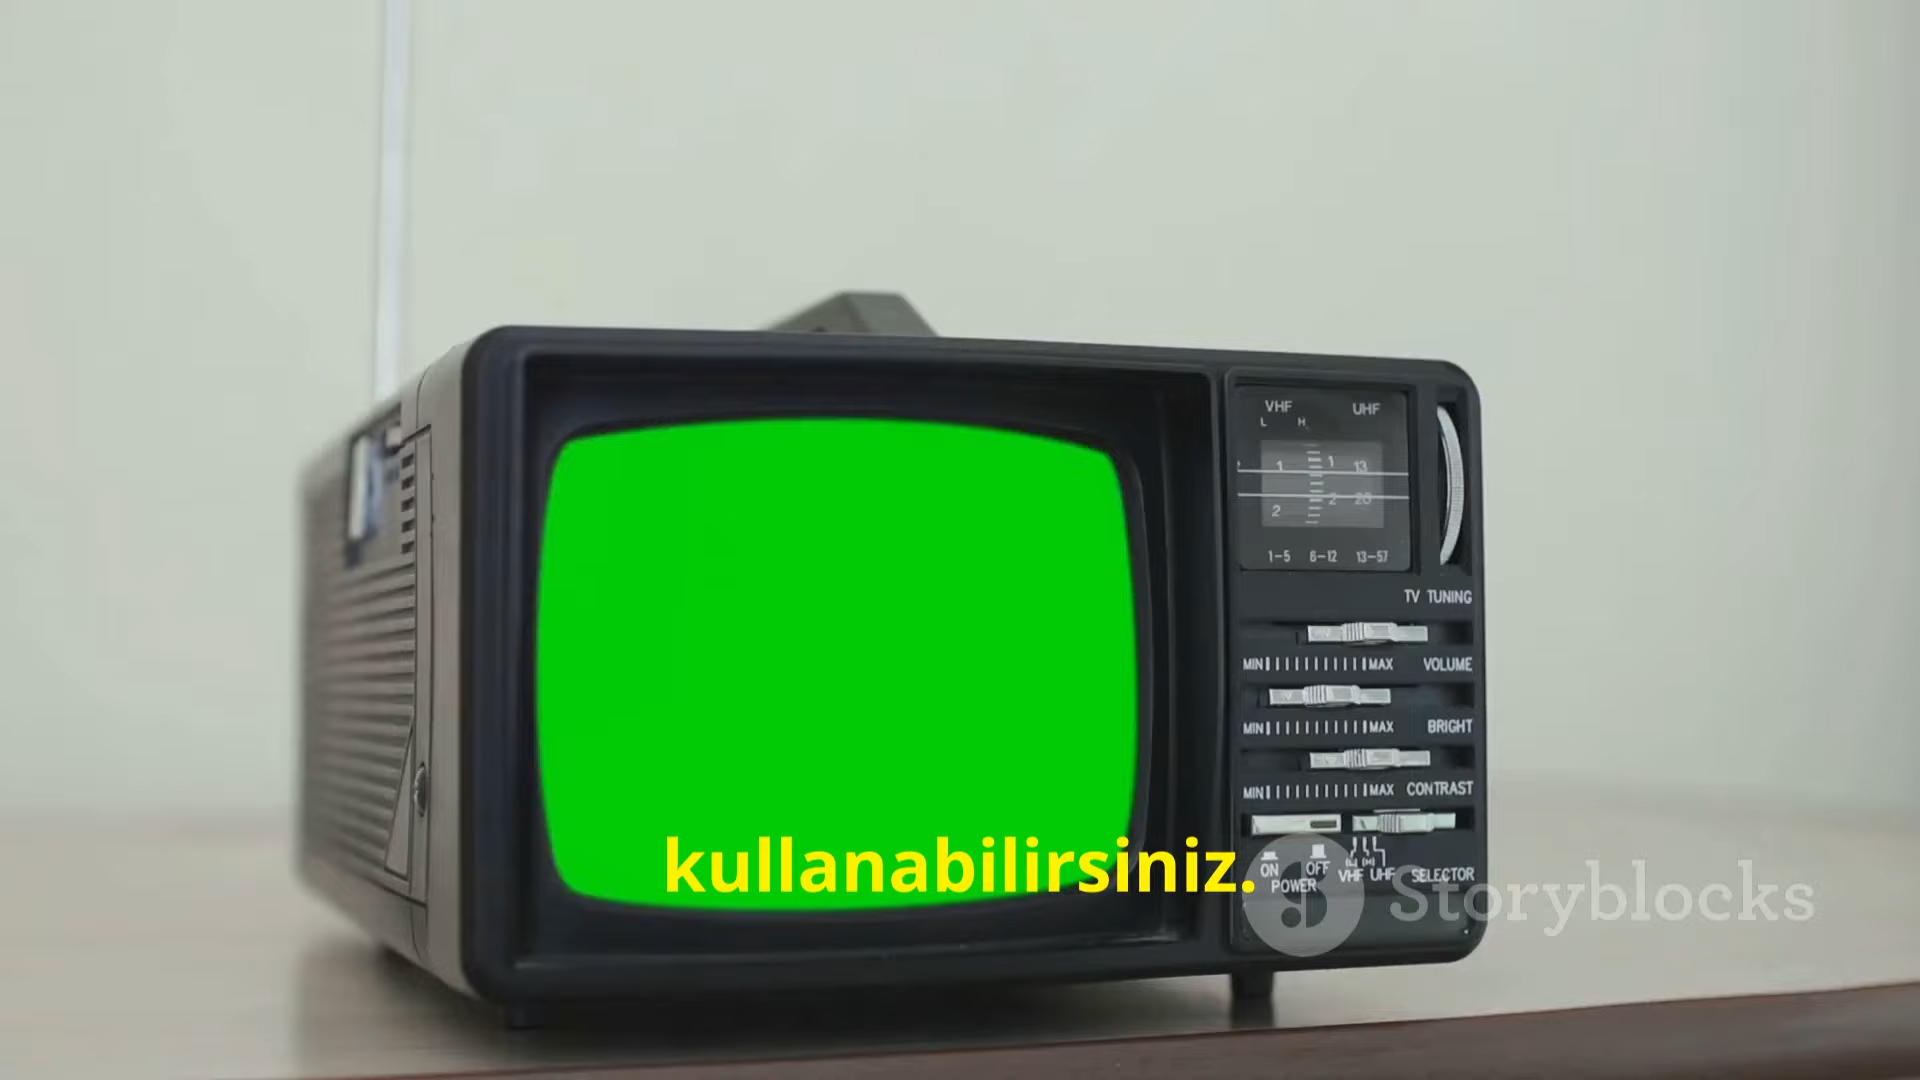 VHF UHF
L H
1 1 13
2 2 28
1-5 6-12 13-57
TV TUNING
MIN MAX VOLUME
MIN MAX BRIGHT
MIN MAX CONTRAST
kullanabilirsiniz.
ON OFF
POWER
VHF UHF SELECTOR
Storyblocks